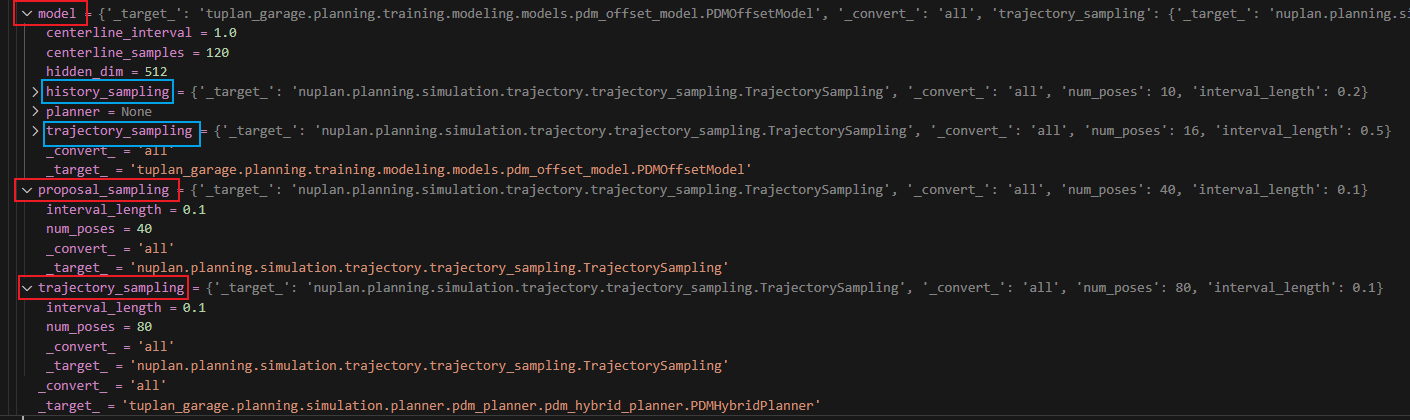 model = {'_target_': 'tuplan_garage.planning.training.modeling.models.pdm_offset_model.PDMOffsetModel', '_convert_': 'all', 'trajectory_sampling': {'_target_': 'nuplan.planning.si
centerline_interval = 1.0
centerline_samples = 120
hidden_dim = 512
history_sampling = {'_target_': 'nuplan.planning.simulation.trajectory.trajectory_sampling.TrajectorySampling', '_convert_': 'all', 'num_poses': 10, 'interval_length': 0.2}
planner = None
trajectory_sampling = {'_target_': 'nuplan.planning.simulation.trajectory.trajectory_sampling.TrajectorySampling', '_convert_': 'all', 'num_poses': 16, 'interval_length': 0.5}
_convert_ = 'all'
_target_ = 'tuplan_garage.planning.training.modeling.models.pdm_offset_model.PDMOffsetModel'
proposal_sampling = {'_target_': 'nuplan.planning.simulation.trajectory.trajectory_sampling.TrajectorySampling', '_convert_': 'all', 'num_poses': 40, 'interval_length': 0.1}
interval_length = 0.1
num_poses = 40
_convert_ = 'all'
_target_ = 'nuplan.planning.simulation.trajectory.trajectory_sampling.TrajectorySampling'
trajectory_sampling = {'_target_': 'nuplan.planning.simulation.trajectory.trajectory_sampling.TrajectorySampling', '_convert_': 'all', 'num_poses': 80, 'interval_length': 0.1}
interval_length = 0.1
num_poses = 80
_convert_ = 'all'
_target_ = 'nuplan.planning.simulation.trajectory.trajectory_sampling.TrajectorySampling'
_convert_ = 'all'
_target_ = 'tuplan_garage.planning.simulation.planner.pdm_planner.pdm_hybrid_planner.PDMHybridPlanner'